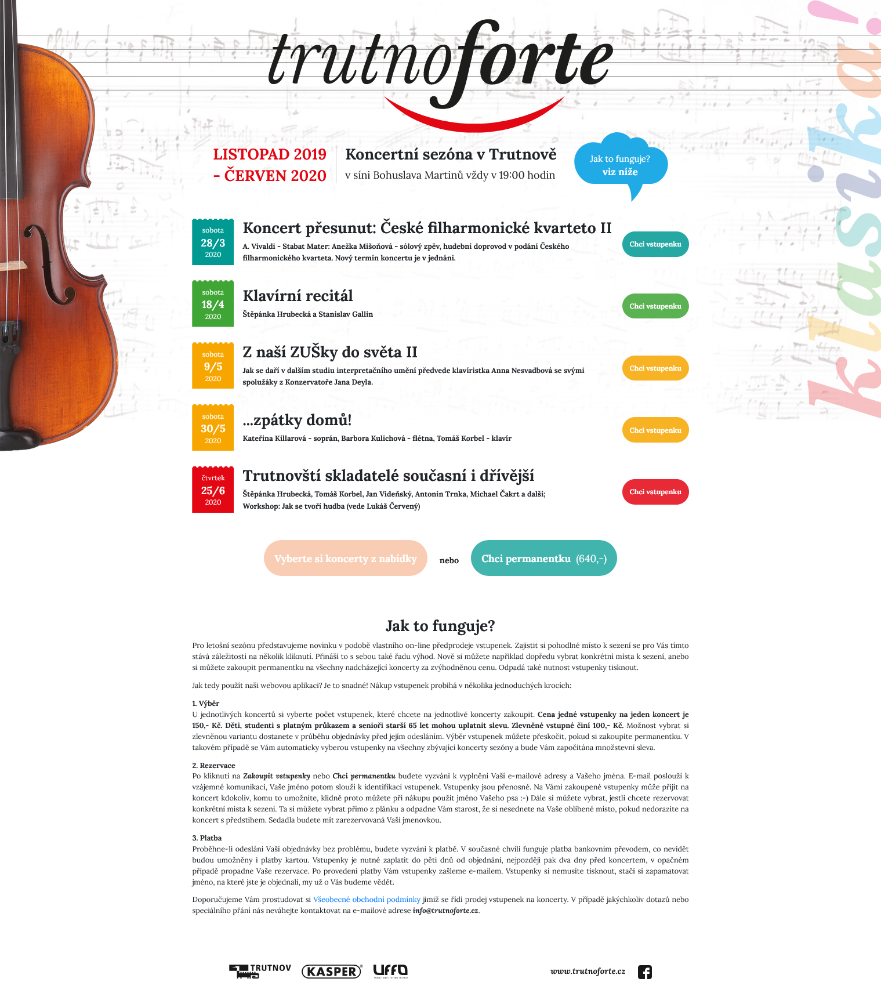 trutnoforte
klasika!
LISTOPAD 2019
- ČERVEN 2020
Koncertní sezóna v Trutnově
v síni Bohuslava Martinů vždy v 19:00 hodin
Jak to funguje?
viz níže
sobota
28/3
2020
Koncert přesunut: České filharmonické kvarteto II
A. Vivaldi - Stabat Mater: Anežka Mišoňová - sólový zpěv, hudební doprovod v podání Českého
filharmonického kvarteta. Nový termín koncertu je v jednání.
Chci vstupenku
sobota
18/4
2020
Klavírní recitál
Štěpánka Hrubecká a Stanislav Gallin
Chci vstupenku
sobota
9/5
2020
Z naší ZUŠky do světa II
Jak se daří v dalším studiu interpretačního umění předvede klavíristka Anna Nesvadbová se svými
spolužáky z Konzervatoře Jana Deyla.
Chci vstupenku
sobota
30/5
2020
...zpátky domů!
Kateřina Killarová - soprán, Barbora Kulichová - flétna, Tomáš Korbel - klavír
Chci vstupenku
čtvrtek
25/6
2020
Trutnovští skladatelé současní i dřívější
Štěpánka Hrubecká, Tomáš Korbel, Jan Vídeňský, Antonín Trnka, Michael Čakrt a další;
Workshop: Jak se tvoří hudba (vede Lukáš Červený)
Chci vstupenku
Vyberte si koncerty z nabídky
nebo
Chci permanentku (640,-)
Jak to funguje?
Pro letošní sezónu představujeme novinku v podobě vlastního on-line předprodeje vstupenek. Zajistit si pohodlné místo k sezení se pro Vás tímto
stává záležitostí na několik kliknutí. Přináší to s sebou také řadu výhod. Nově si můžete například dopředu vybrat konkrétní místa k sezení, anebo
si můžete zakoupit permanentku na všechny nadcházející koncerty za zvýhodněnou cenu. Odpadá také nutnost vstupenky tisknout.
Jak tedy použít naši webovou aplikaci? Je to snadné! Nákup vstupenek probíhá v několika jednoduchých krocích:
1. Výběr
U jednotlivých koncertů si vyberte počet vstupenek, které chcete na jednotlivé koncerty zakoupit. Cena jedné vstupenky na jeden koncert je
150,- Kč. Děti, studenti s platným průkazem a senioři starší 65 let mohou uplatnit slevu. Zlevněné vstupné činí 100,- Kč. Možnost vybrat si
zlevněnou variantu dostanete v průběhu objednávky před jejím odesláním. Výběr vstupenek můžete přeskočit, pokud si zakoupíte permanentku. V
takovém případě se Vám automaticky vyberou vstupenky na všechny zbývající koncerty sezóny a bude Vám započítána množstevní sleva.
2. Rezervace
Po kliknutí na Zakoupit vstupenky nebo Chci permanentku budete vyzváni k vyplnění Vaší e-mailové adresy a Vašeho jména. E-mail poslouží k
vzájemné komunikaci, Vaše jméno potom slouží k identifikaci vstupenek. Vstupenky jsou přenosné. Na Vámi zakoupené vstupenky může přijít na
koncert kdokoliv, komu to umožníte, klidně proto můžete při nákupu použít jméno Vašeho psa :-) Dále si můžete vybrat, jestli chcete rezervovat
konkrétní místa k sezení. Ta si můžete vybrat přímo z plánku a odpadne Vám starost, že si nesednete na Vaše oblíbené místo, pokud nedorazíte na
koncert s předstihem. Sedadla budete mít zarezervovaná Vaší jmenovkou.
3. Platba
Proběhne-li odeslání Vaší objednávky bez problému, budete vyzváni k platbě. V současné chvíli funguje platba bankovním převodem, co nevidět
budou umožněny i platby kartou. Vstupenky je nutné zaplatit do pěti dnů od objednání, nejpozději pak dva dny před koncertem, v opačném
případě propadne Vaše rezervace. Po provedení platby Vám vstupenky zašleme e-mailem. Vstupenky si nemusíte tisknout, stačí si zapamatovat
jméno, na které jste je objednali, my už o Vás budeme vědět.
Doporučujeme Vám prostudovat si Všeobecné obchodní podmínky jimiž se řídí prodej vstupenek na koncerty. V případě jakýchkoliv dotazů nebo
speciálního přání nás neváhejte kontaktovat na e-mailové adrese info@trutnoforte.cz.
TRUTNOV
KASPER®
UFFO
www.trutnoforte.cz